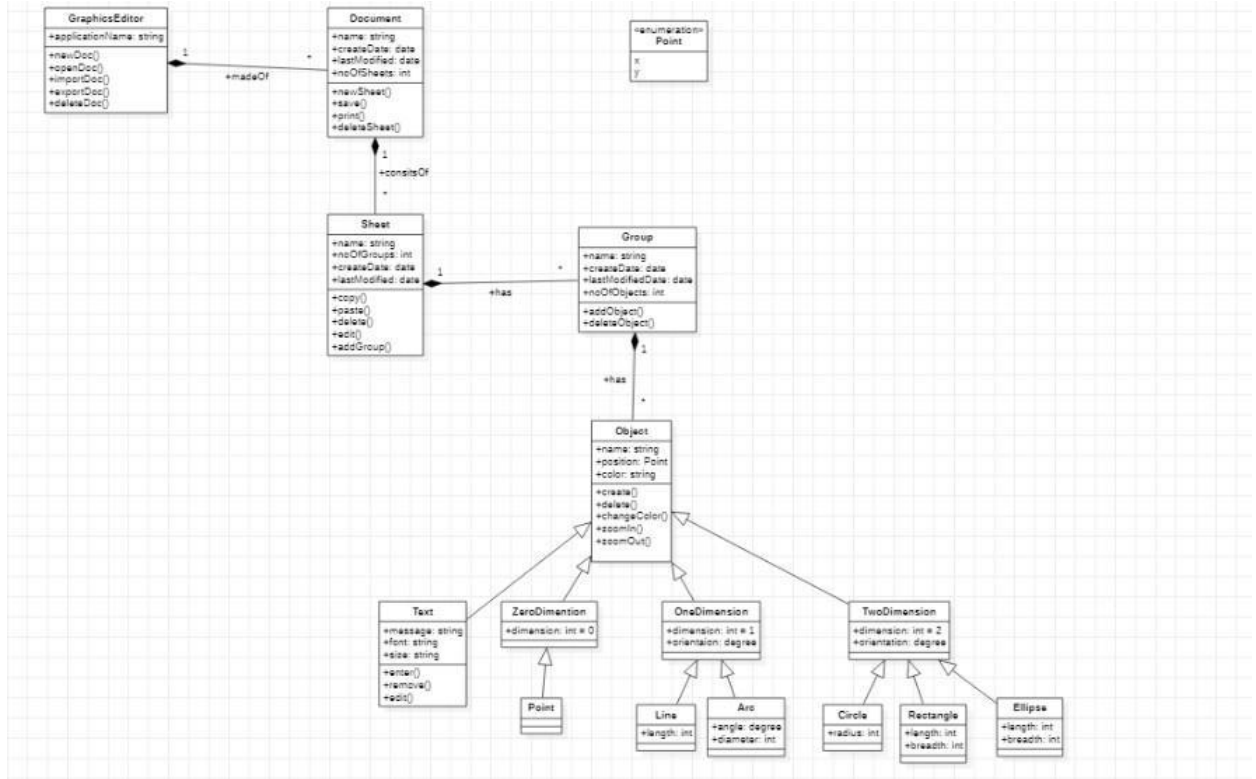 GraphicsEditor
+applicationName: string
+newDoc()
+openDoc()
+importDoc()
+exportDoc()
+deleteDoc()
1
*
+madeOf
Document
+name: string
+createDate: date
+lastModified: date
+noOfSheets: int
+newSheet()
+save()
+print()
+deleteSheet()
«enumeration»
Point
x
y
1
+consitsOf
*
Sheet
+name: string
+noOfGroups: int
+createDate: date
+lastModified: date
+copy()
+paste()
+delete()
+edit()
+addGroup()
1
*
+has
Group
+name: string
+createDate: date
+lastModifiedDate: date
+noOfObjects: int
+addObject()
+deleteObject()
1
+has
*
Object
+name: string
+position: Point
+color: string
+create()
+delete()
+changeColor()
+zoomIn()
+zoomOut()
Text
+message: string
+font: string
+size: string
+enter()
+remove()
+edit()
ZeroDimention
+dimension: int = 0
OneDimension
+dimension: int = 1
+orientaion: degree
TwoDimension
+dimension: int = 2
+orientation: degree
Point
Line
+length: int
Arc
+angle: degree
+diameter: int
Circle
+radius: int
Rectangle
+length: int
+breadth: int
Ellipse
+length: int
+breadth: int